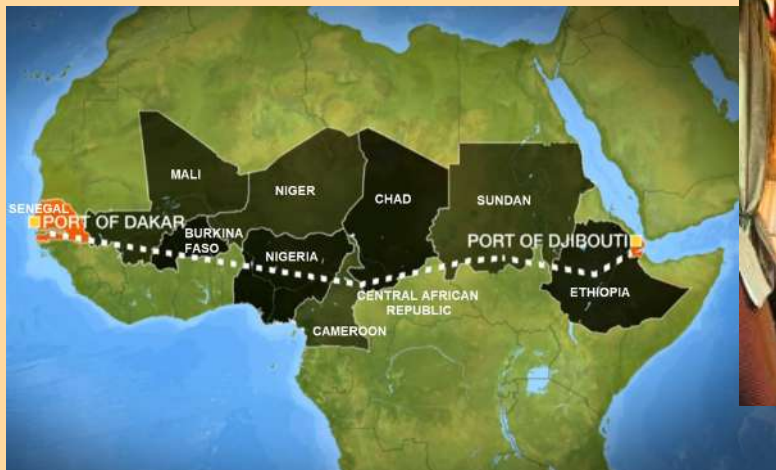 MALI
NIGER
CHAD
SUNDAN
SENEGAL
PORT OF DAKAR
BURKINA
FASO
NIGERIA
PORT OF DJIBOUTI
ETHIOPIA
CENTRAL AFRICAN
REPUBLIC
CAMEROON